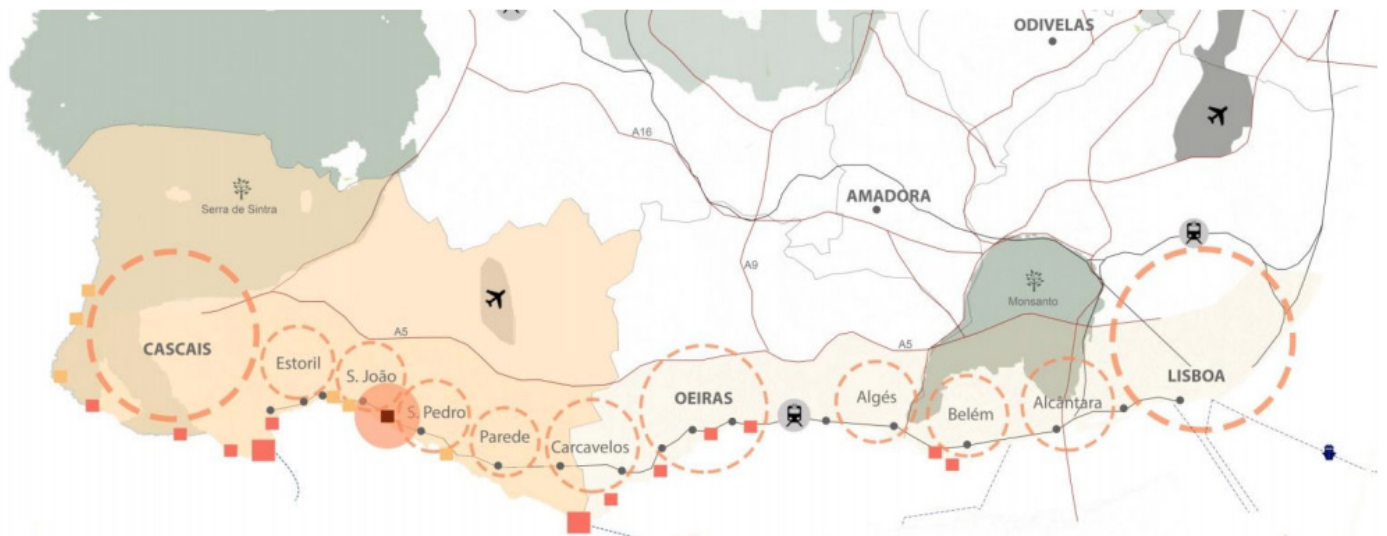 ODIVELAS
A16
Serra de Sintra
AMADORA
A9
Monsanto
A5
A5
CASCAIS
Estoril
S. João
S. Pedro
Parede
Carcavelos
OEIRAS
Algés
Belém
Alcântara
LISBOA